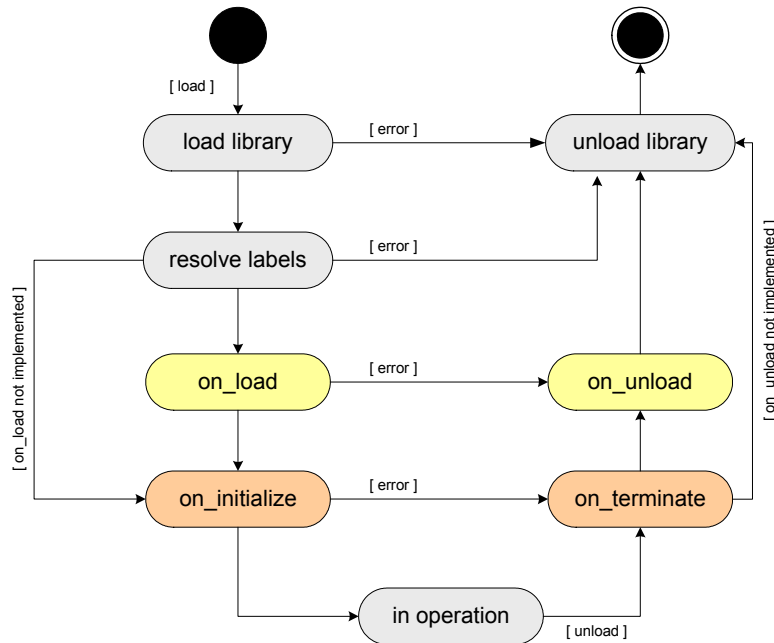 [ load ]
load library
[ error ]
unload library
resolve labels
[ error ]
[ on_load not implemented ]
[ on_unload not implemented ]
on_load
[ error ]
on_unload
on_initialize
[ error ]
on_terminate
in operation
[ unload ]